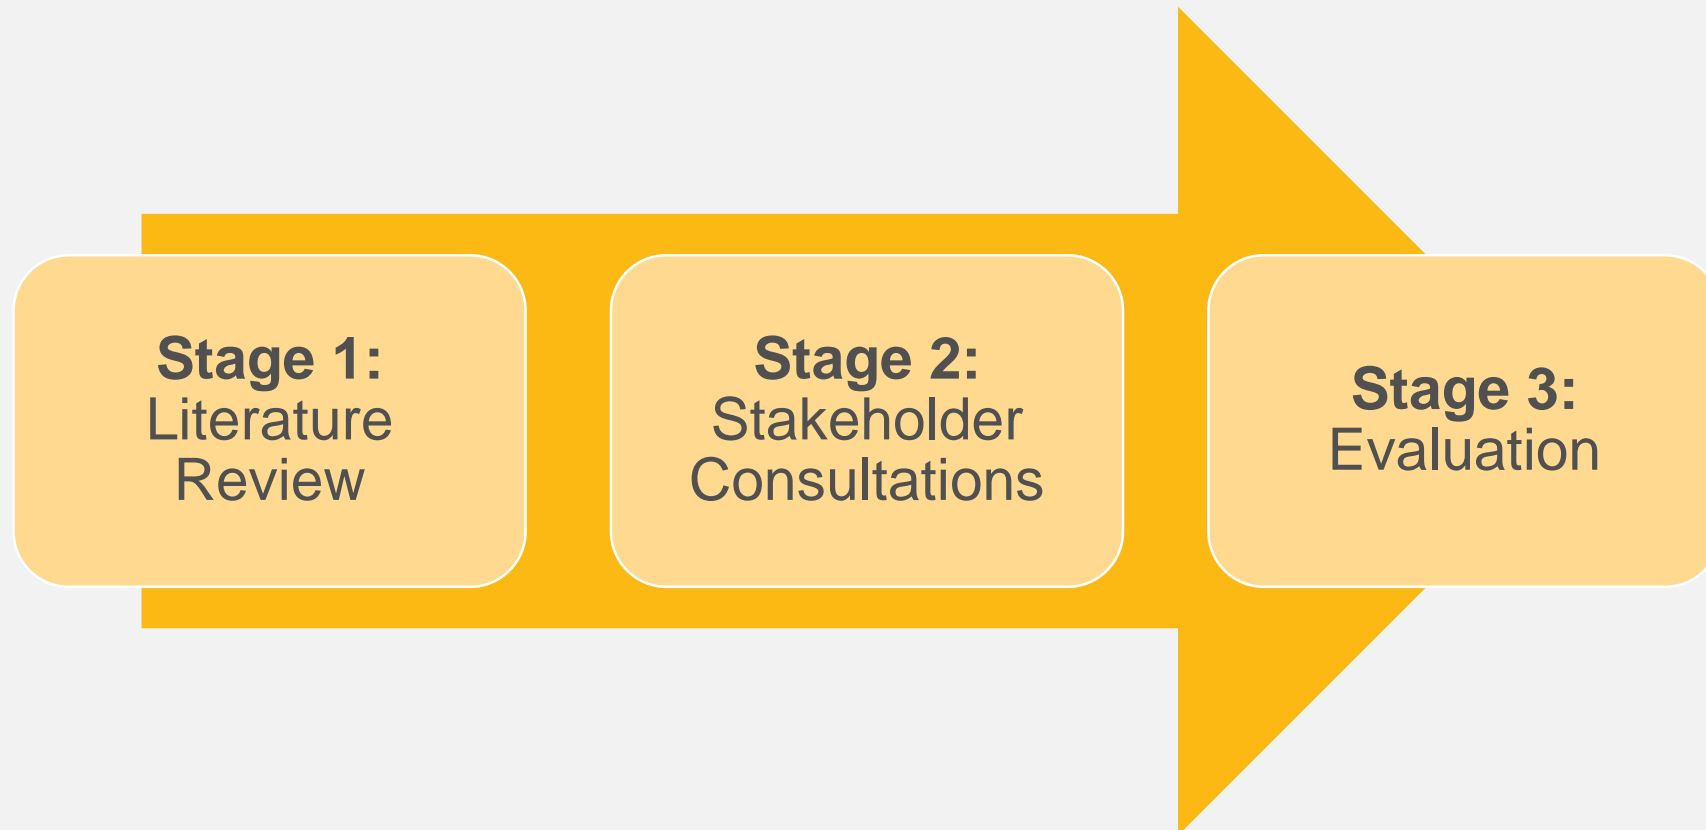 Stage 1:
Literature
Review
Stage 2:
Stakeholder
Consultations
Stage 3:
Evaluation